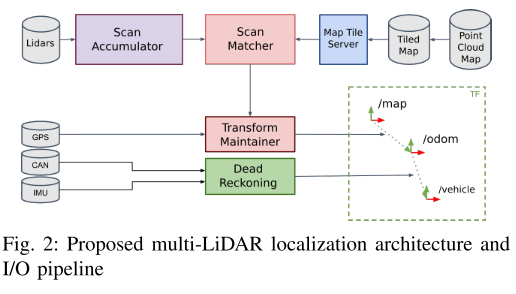 Lidars
Scan
Accumulator
Scan
Matcher
Map Tile
Server
Tiled
Map
Point
Cloud
Map
TF
/map
/odom
/vehicle
GPS
Transform
Maintainer
CAN
IMU
Dead
Reckoning
Fig. 2: Proposed multi-LiDAR localization architecture and
I/O pipeline